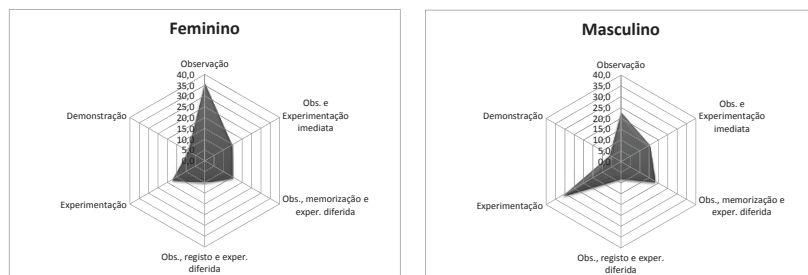 Feminino
Observação
40,0
35,0
30,0
25,0
20,0
15,0
10,0
5,0
0,0
Obs. e
Experimentação
imediata
Obs., memorização e
exper. diferida
Obs., registo e exper.
diferida
Experimentação
Demonstração
Masculino
Observação
40,0
35,0
30,0
25,0
20,0
15,0
10,0
5,0
0,0
Obs. e
Experimentação
imediata
Obs., memorização e
exper. diferida
Obs., registo e exper.
diferida
Experimentação
Demonstração